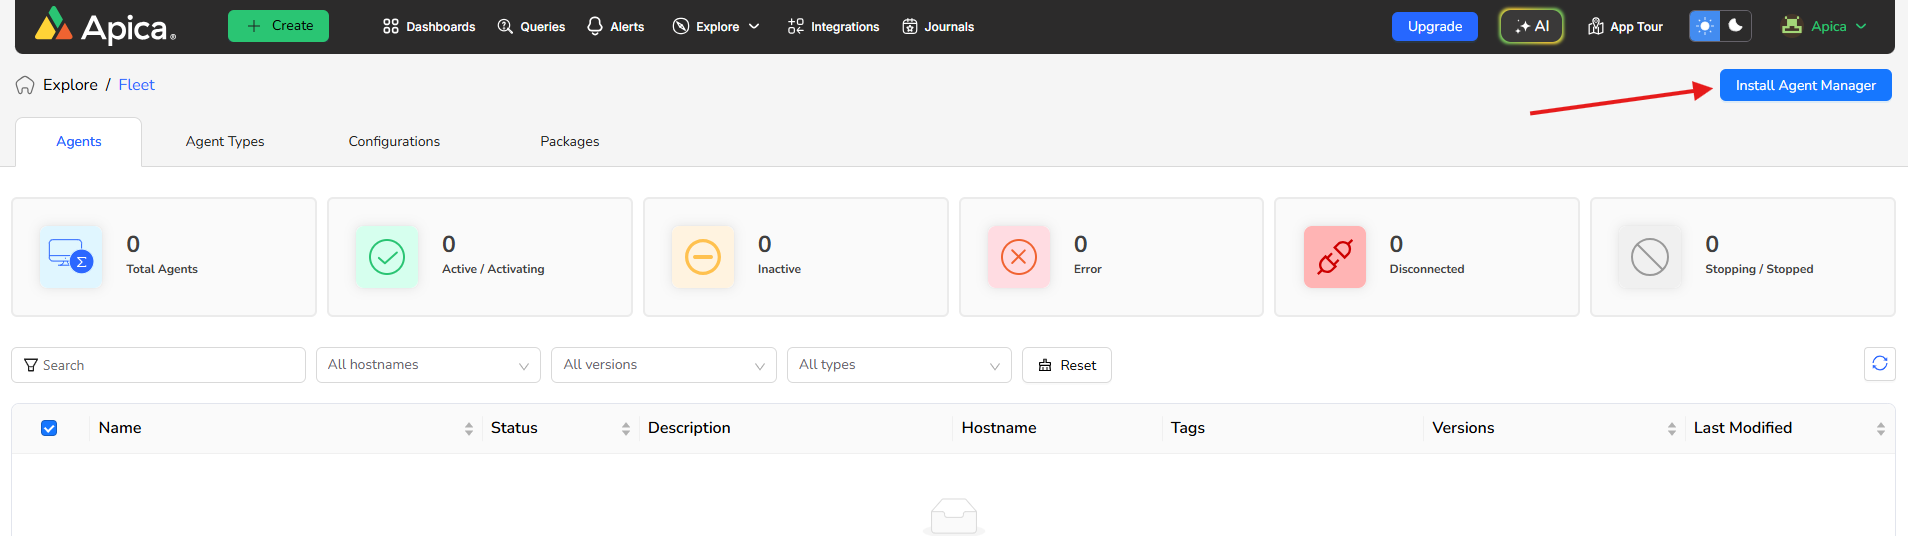 Apica
Create
Dashboards
Queries
Alerts
Explore
Integrations
Journals
Upgrade
AI
App Tour
Apica
Explore / Fleet
Install Agent Manager
Agents
Agent Types
Configurations
Packages
0
Total Agents
0
Active / Activating
0
Inactive
0
Error
0
Disconnected
0
Stopping / Stopped
Search
All hostnames
All versions
All types
Reset
Name
Status
Description
Hostname
Tags
Versions
Last Modified